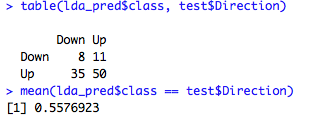 > table(lda_pred$class, test$Direction)
Down Up
Down 8 11
Up 35 50
> mean(lda_pred$class == test$Direction)
[1] 0.5576923